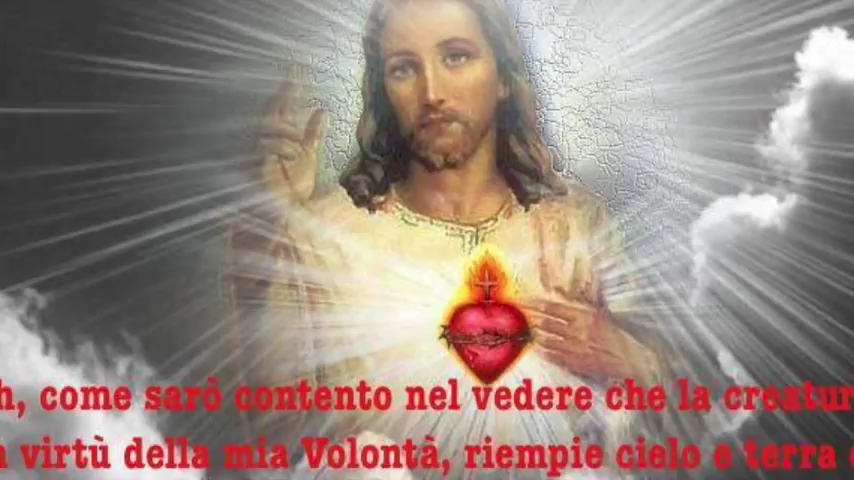 h, come sarò contento nel vedere che la creatur
virtù della mia Volontà, riempie cielo e terra